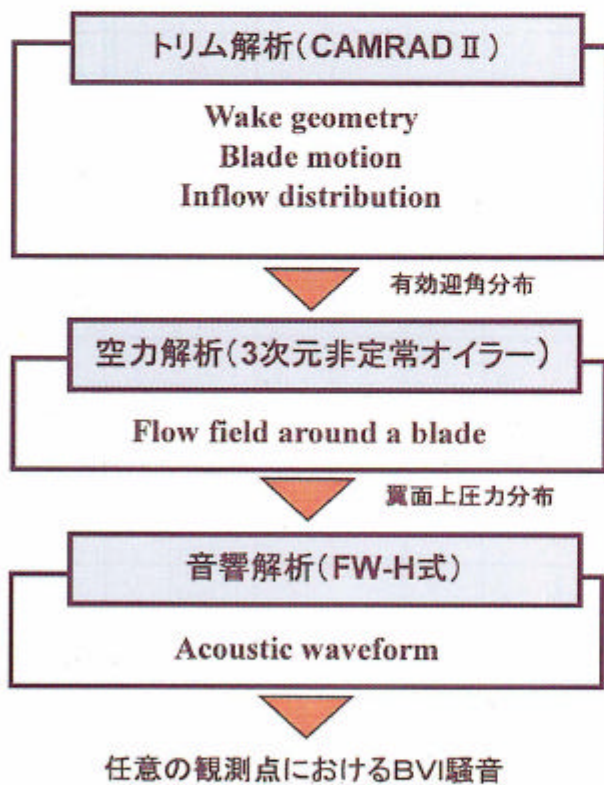 トリム解析(CAMRAD Ⅱ)
Wake geometry
Blade motion
Inflow distribution
有効迎角分布
空力解析(3次元非定常オイラー)
Flow field around a blade
翼面上圧力分布
音響解析(FW-H式)
Acoustic waveform
任意の観測点におけるBVI騒音